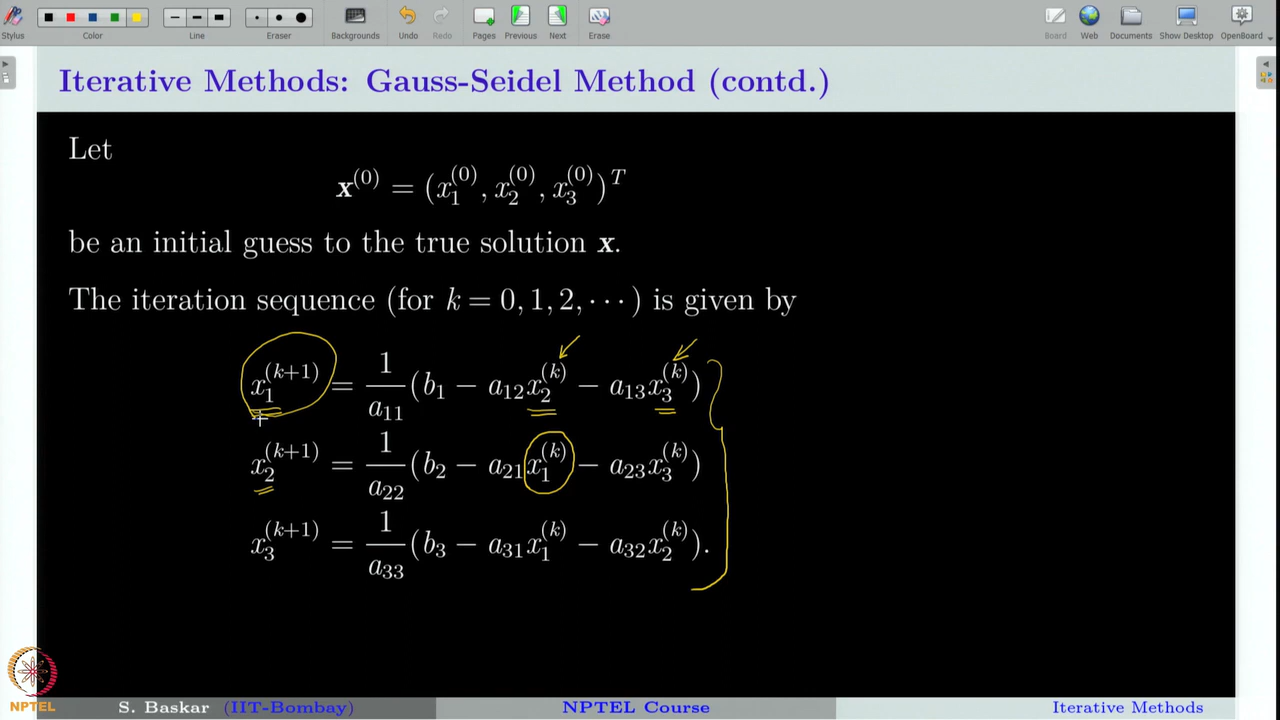 Stylus Color Line Eraser Backgrounds Undo Redo Pages Previous Next Erase Board Web Documents Show Desktop OpenBoard
Iterative Methods: Gauss-Seidel Method (contd.)
Let
x^(0) = (x_1^(0), x_2^(0), x_3^(0))^T
be an initial guess to the true solution x.
The iteration sequence (for k = 0, 1, 2, ⋯) is given by
x_1^(k+1) = 1/a_11 (b_1 − a_12 x_2^(k) − a_13 x_3^(k))
x_2^(k+1) = 1/a_22 (b_2 − a_21 x_1^(k) − a_23 x_3^(k))
x_3^(k+1) = 1/a_33 (b_3 − a_31 x_1^(k) − a_32 x_2^(k)).
NPTEL
S. Baskar (IIT-Bombay) NPTEL Course Iterative Methods